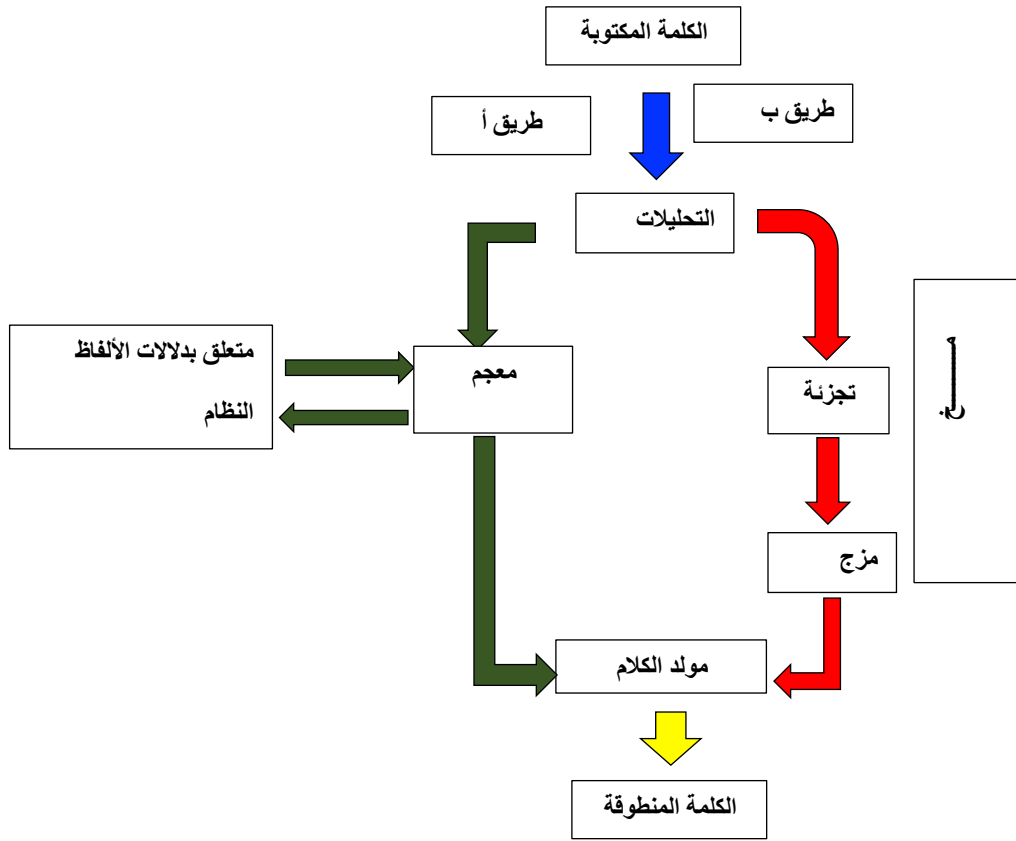 الكلمة المكتوبة
طريق ب
طريق أ
التحليلات
متعلق بدلالات الألفاظ
النظام
معجم
تجزئة
مزج
مولد الكلام
الكلمة المنطوقة